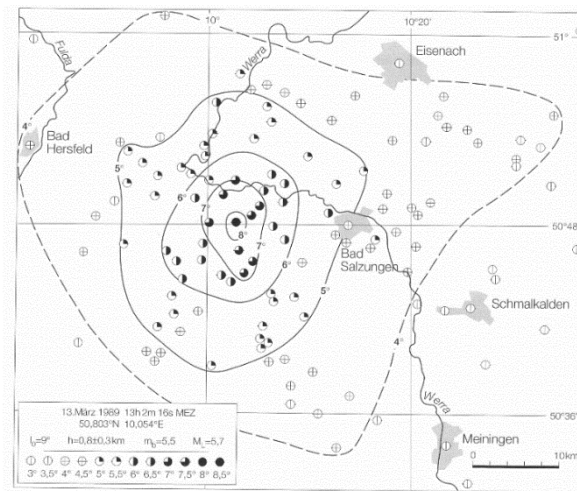 10°
10°20
51°
Fulda
Werra
Eisenach
4°
Bad
Hersfeld
5°
6°
7°
50°48
8°
7°
Bad
Salzungen
6°
5°
Schmalkalden
4°
Werra
13.März 1989 13h 2m 16s MEZ
50,803N 10,054°E
50°36
I₀=9° h=0,8±0,3km m_b=5,5 M_L=5,7
Meiningen
3° 3,5° 4° 4,5° 5° 5,5° 6° 6,5° 7° 7,5° 8° 8,5°
0 10km